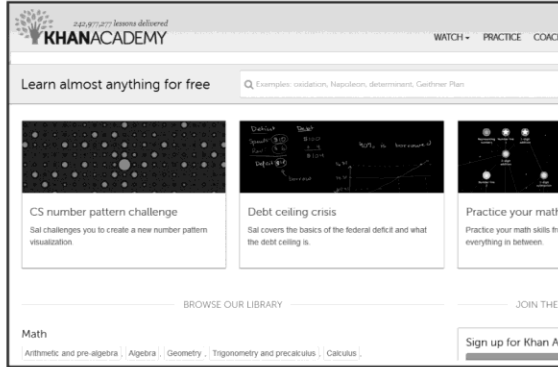 242,977,277 lessons delivered
KHANACADEMY
WATCH PRACTICE COAC
Learn almost anything for free
Examples: oxidation, Napoleon, determinant, Geithner Plan
CS number pattern challenge
Sal challenges you to create a new number pattern
visualization
Debt ceiling crisis
Sal covers the basics of the federal deficit and what
the debt ceiling is.
Practice your math
Practice your math skills fr
everything in between
BROWSE OUR LIBRARY
JOIN THE
Math
Arithmetic and pre-algebra , Algebra , Geometry , Trigonometry and precalculus , Calculus ,
Sign up for Khan A